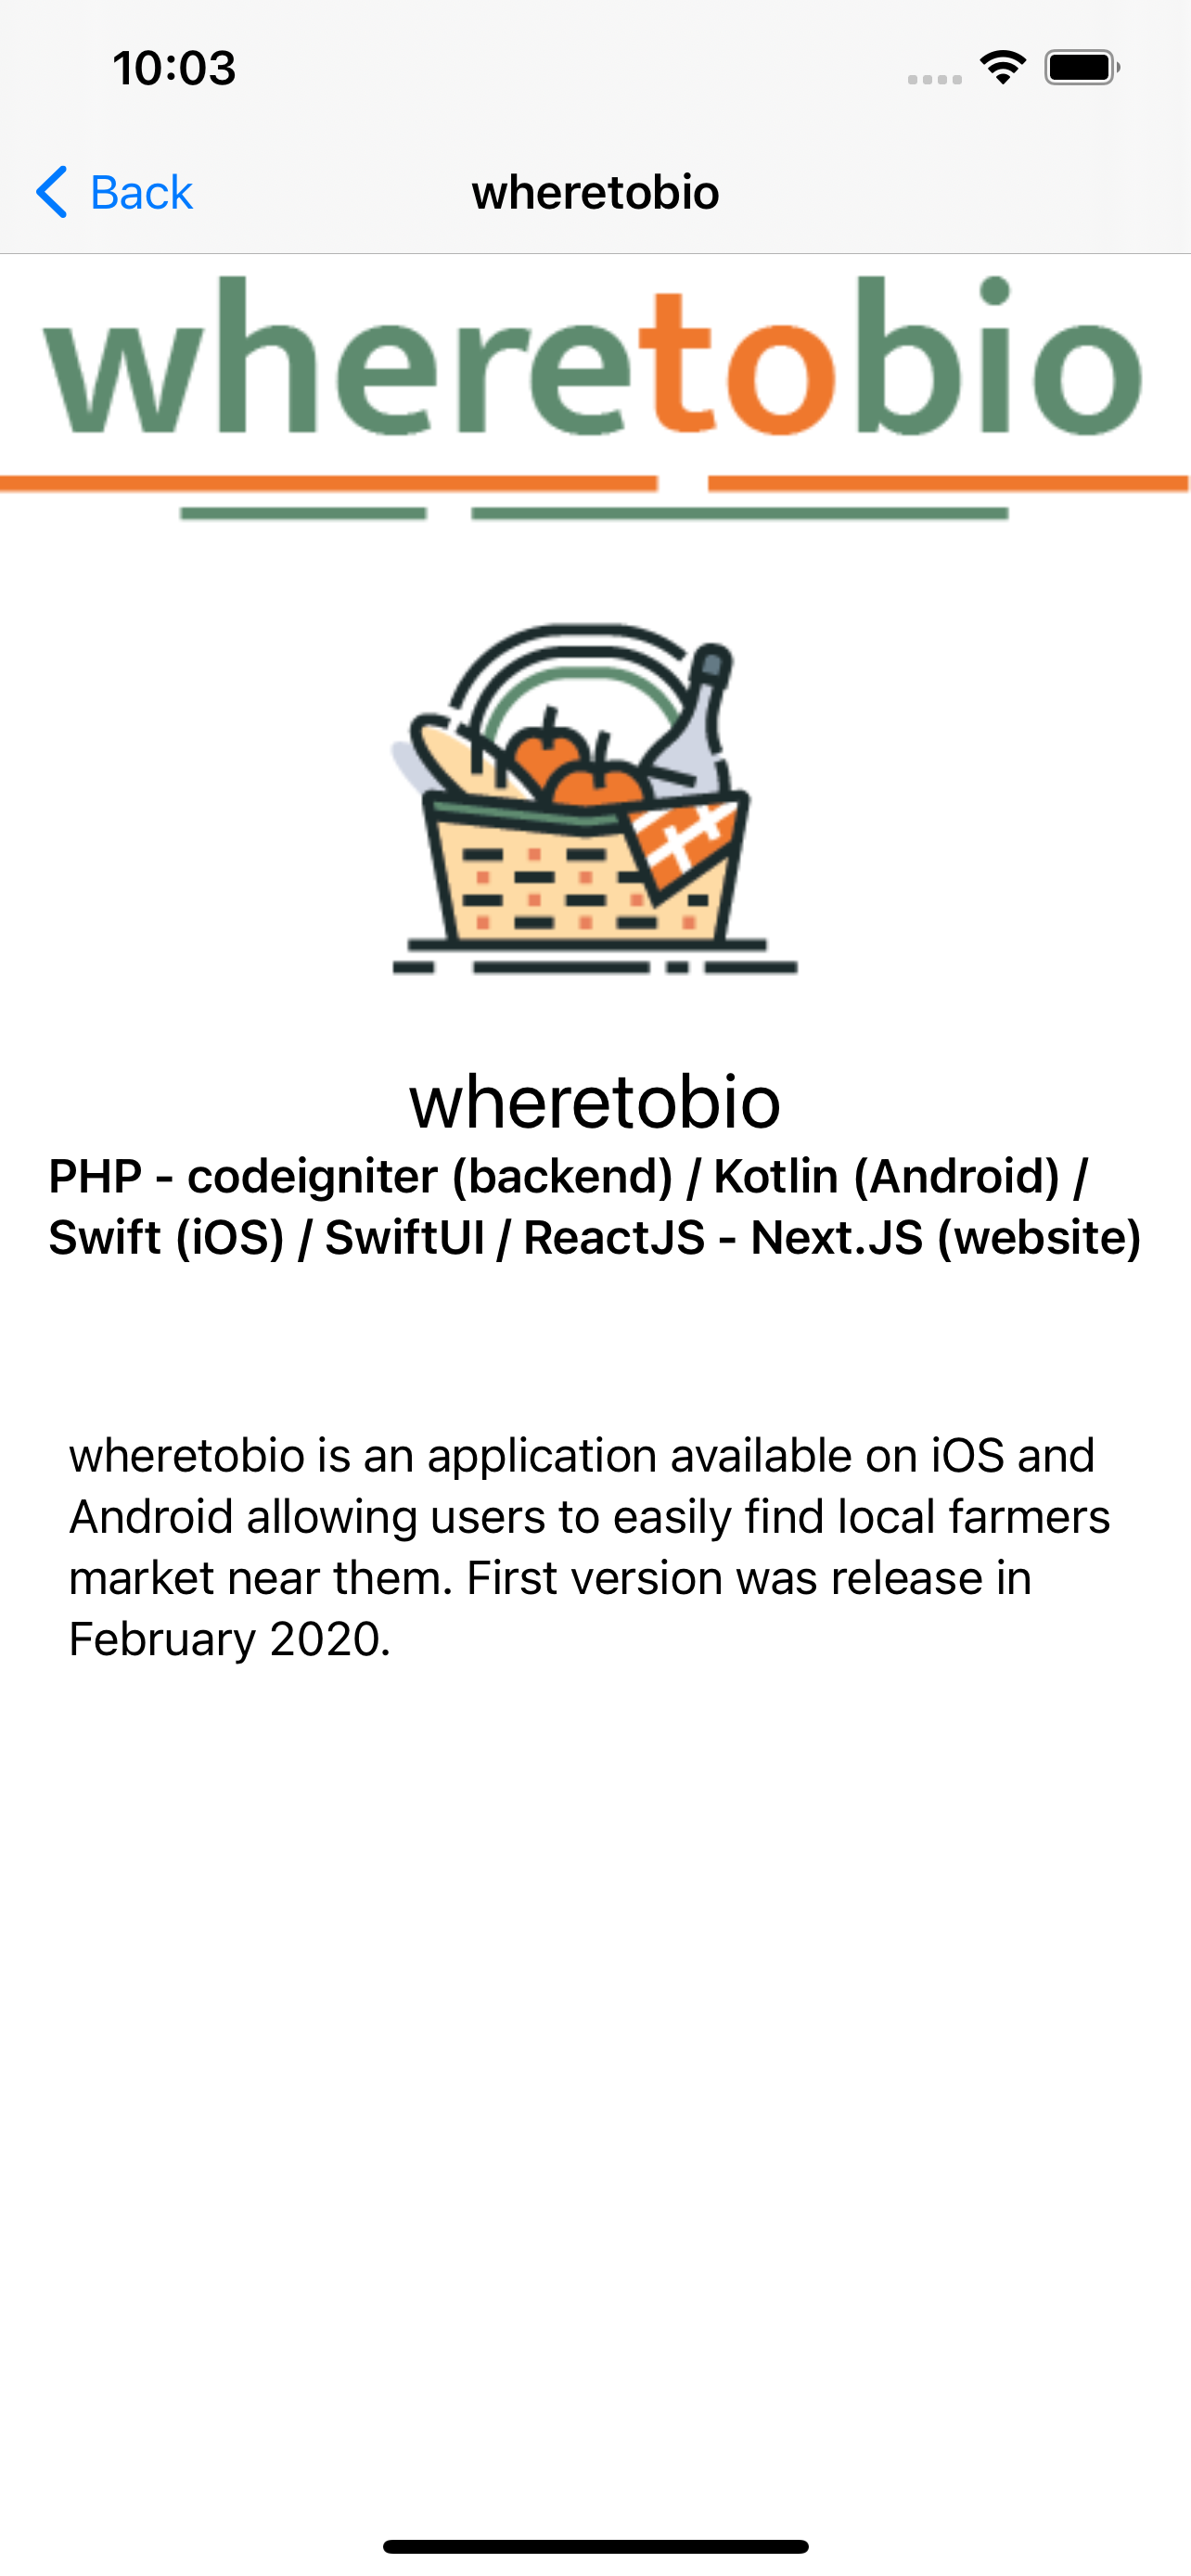 10:03
Back
wheretobio
wheretobio
wheretobio
PHP - codeigniter (backend) / Kotlin (Android) /
Swift (iOS) / SwiftUI / ReactJS - Next.JS (website)
wheretobio is an application available on iOS and
Android allowing users to easily find local farmers
market near them. First version was release in
February 2020.